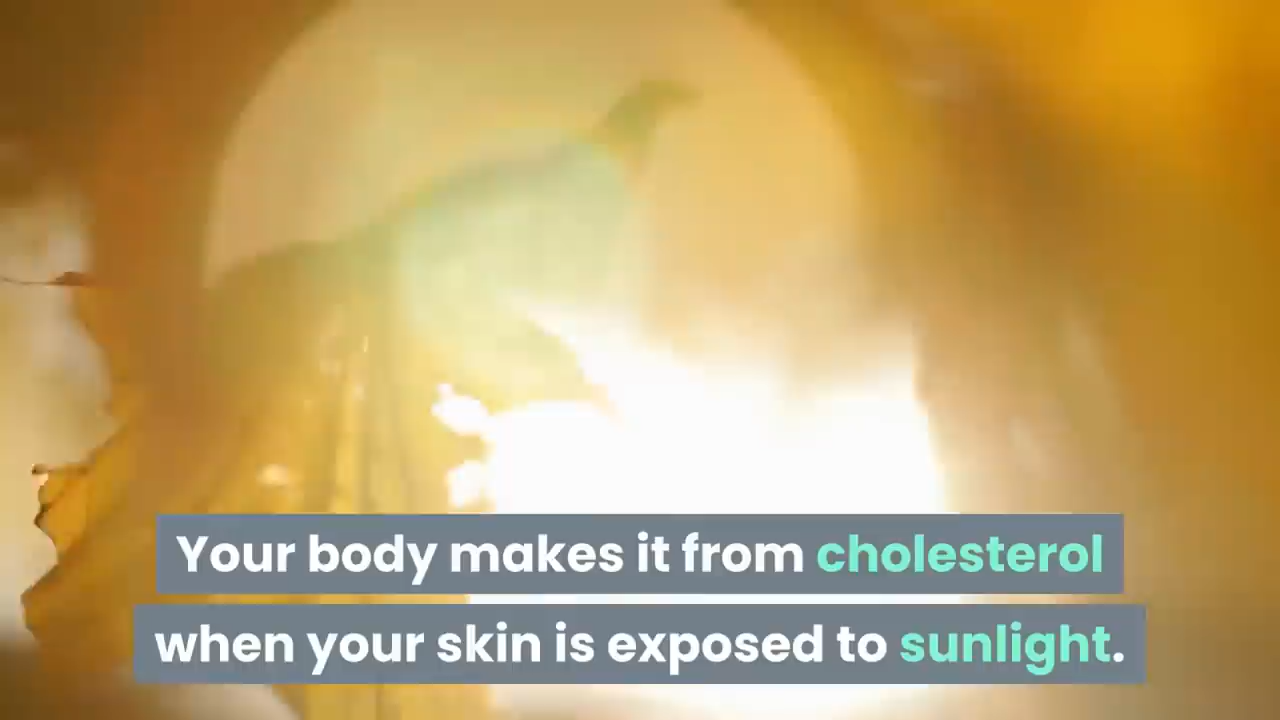 Your body makes it from cholesterol
when your skin is exposed to sunlight.